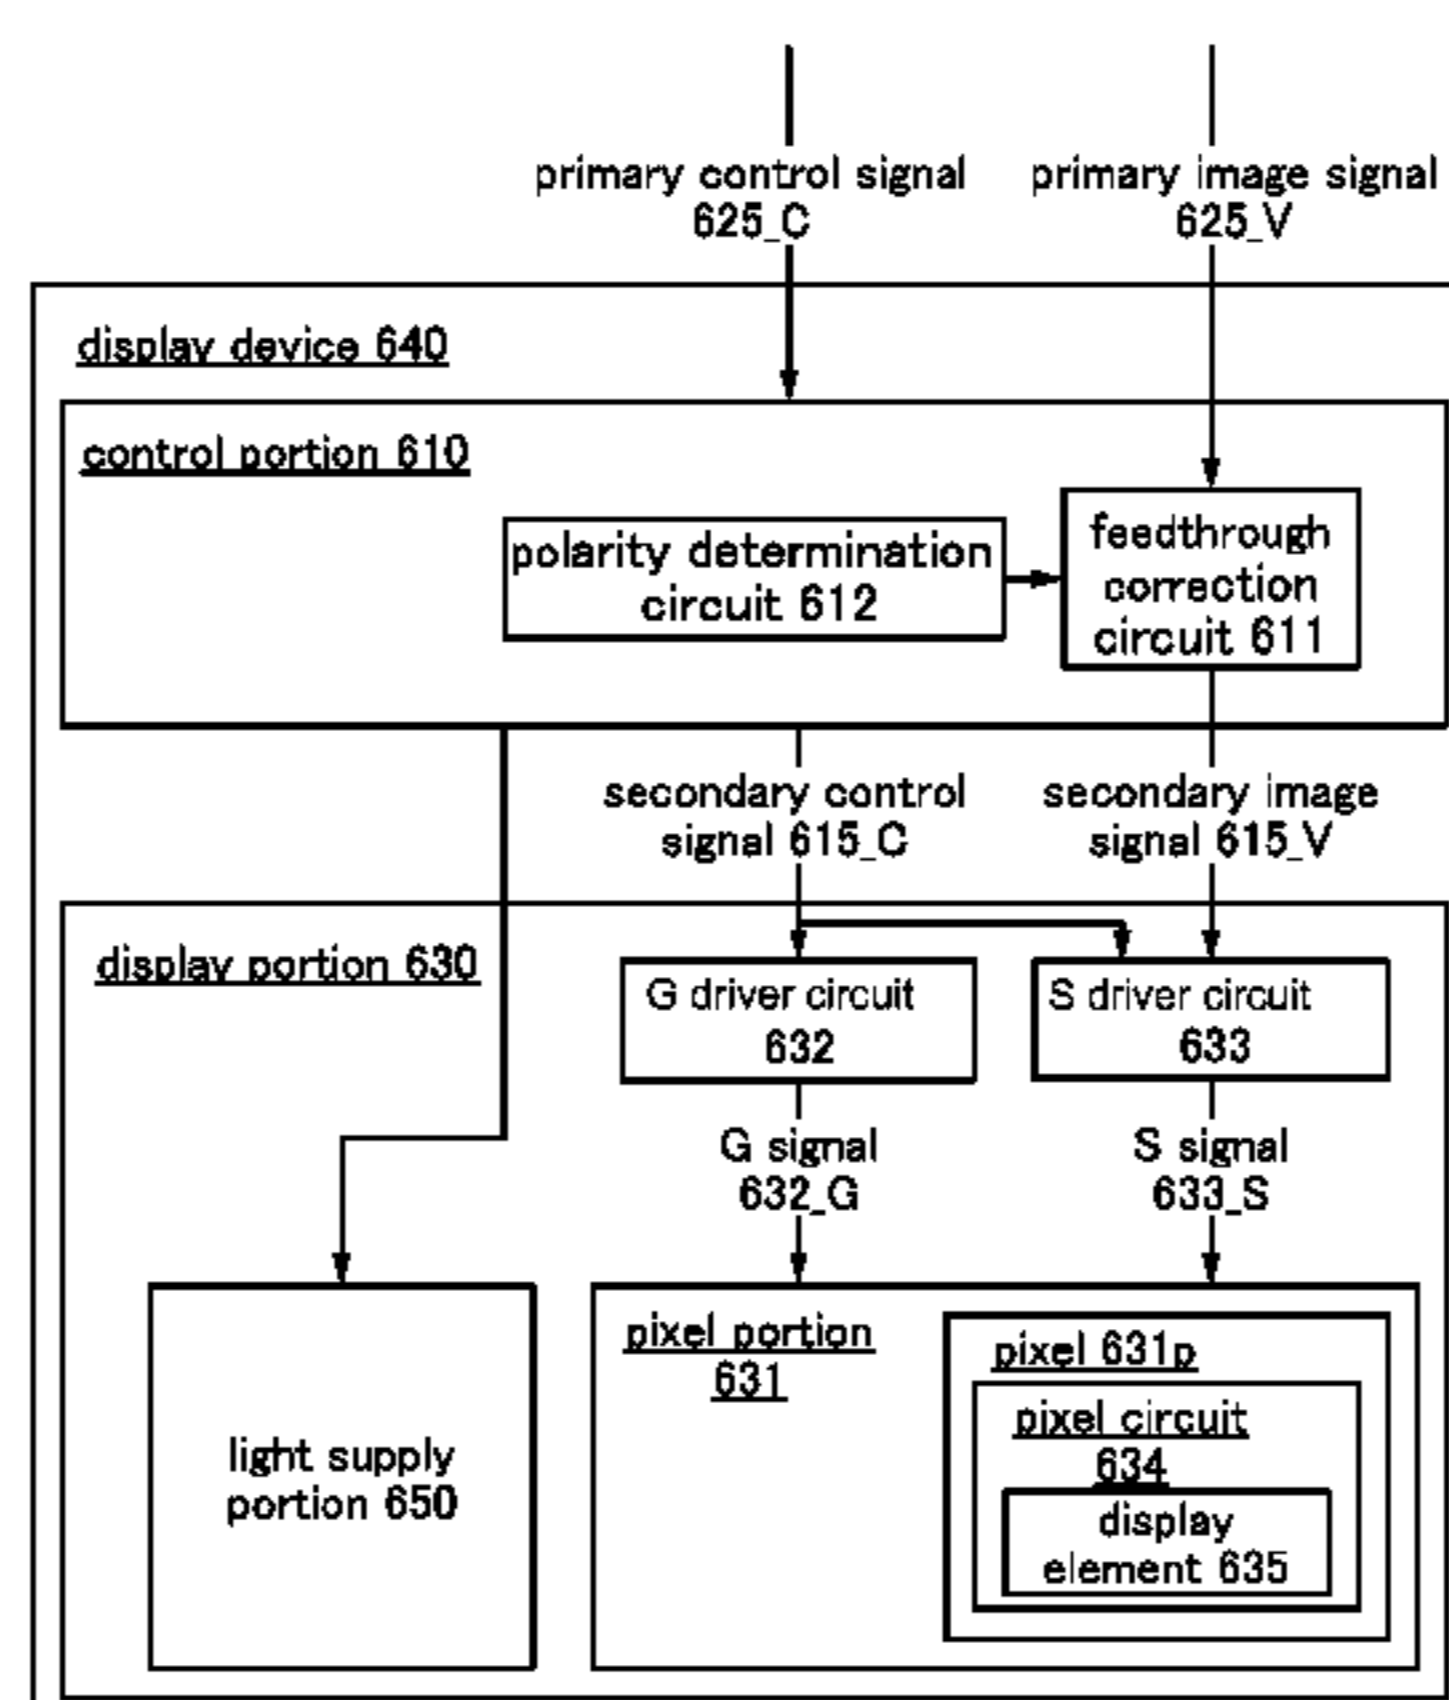 primary control signal
625_C
primary image signal
625_V
display device 640
control portion 610
polarity determination
circuit 612
feedthrough
correction
circuit 611
secondary control
signal 615_C
secondary image
signal 615_V
display portion 630
G driver circuit
632
S driver circuit
633
G signal
632_G
S signal
633_S
light supply
portion 650
pixel portion
631
pixel 631p
pixel circuit
634
display
element 635